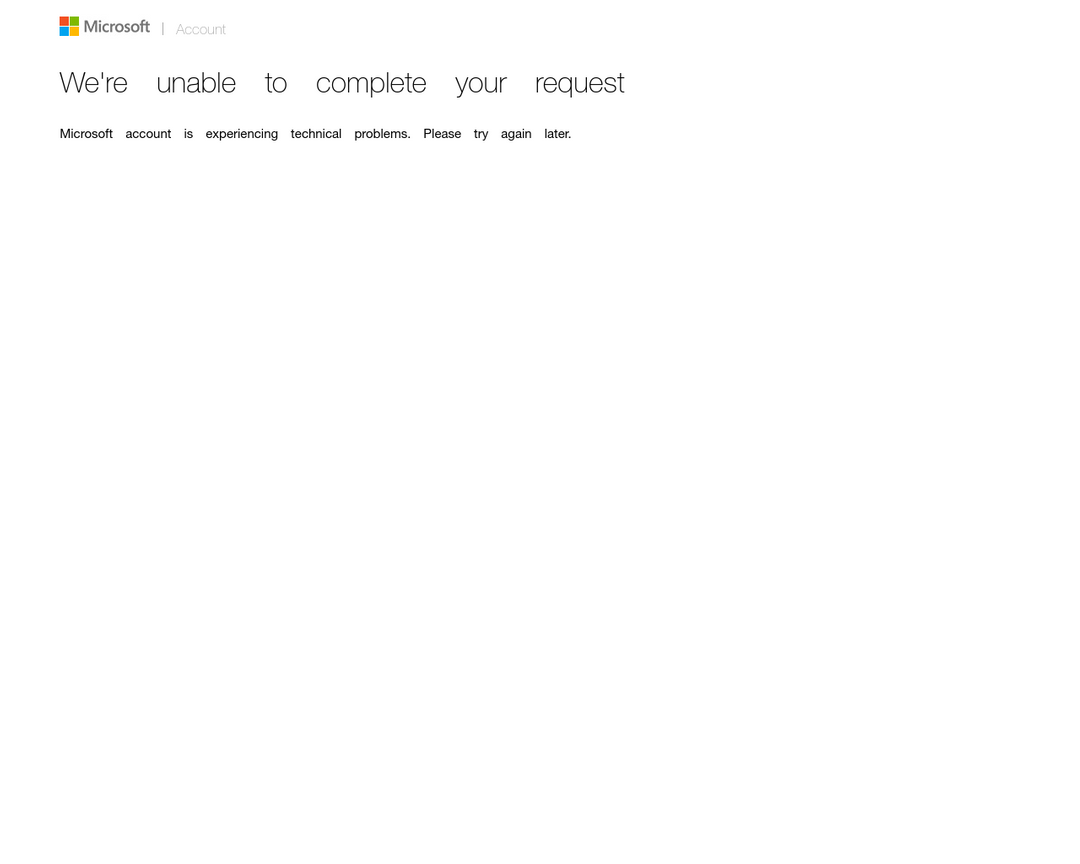 Microsoft | Account
We're unable to complete your request
Microsoft account is experiencing technical problems. Please try again later.